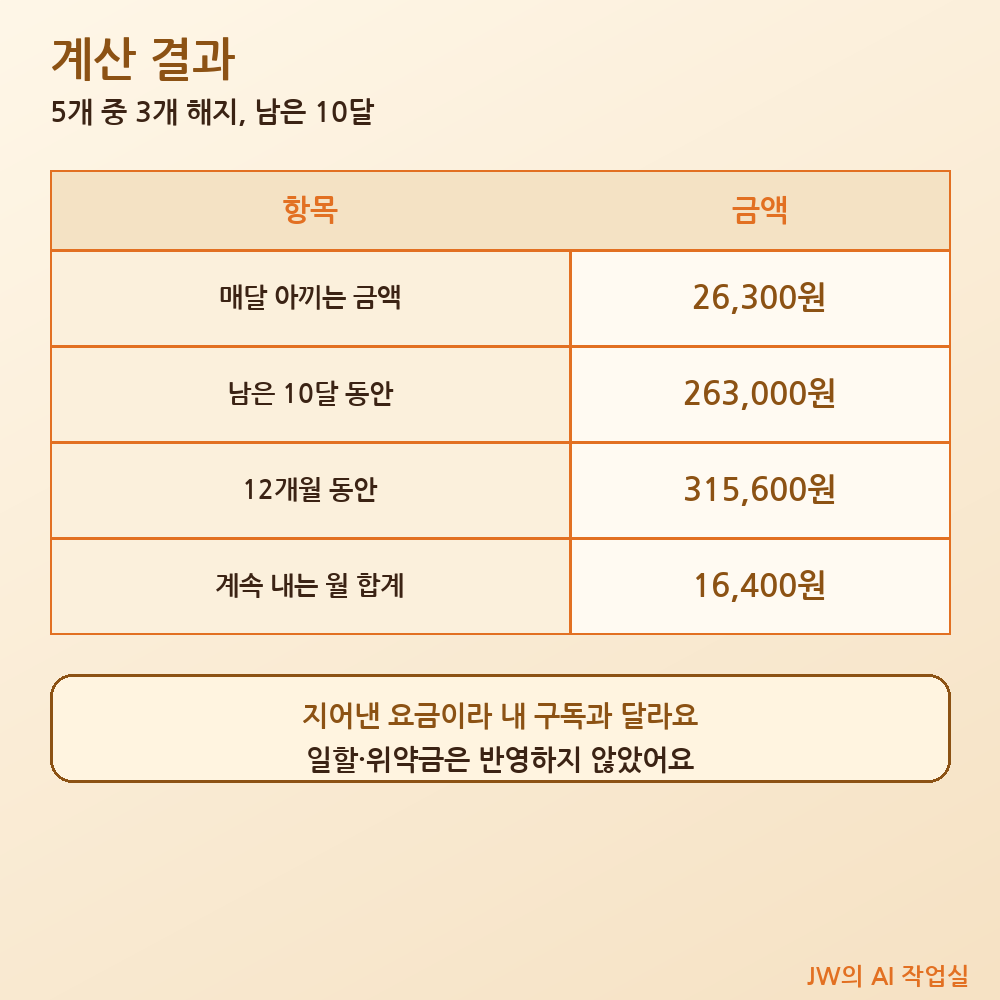 계산 결과
5개 중 3개 해지, 남은 10달
항목 금액
매달 아끼는 금액 26,300원
남은 10달 동안 263,000원
12개월 동안 315,600원
계속 내는 월 합계 16,400원
지어낸 요금이라 내 구독과 달라요
일할·위약금은 반영하지 않았어요
JW의 AI 작업실